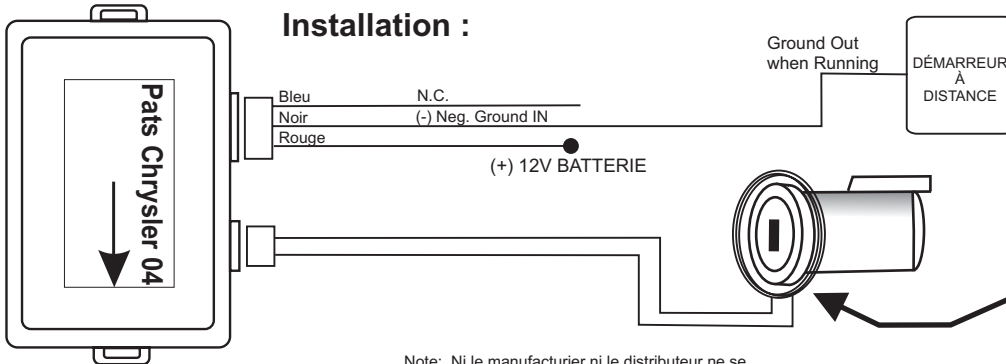 Installation :
Pats Chrysler 04
Bleu
N.C.
Noir
(-) Neg. Ground IN
Rouge
(+) 12V BATTERIE
Ground Out
when Running
DÉMARREUR
À
DISTANCE
Note: Ni le manufacturier ni le distributeur ne se